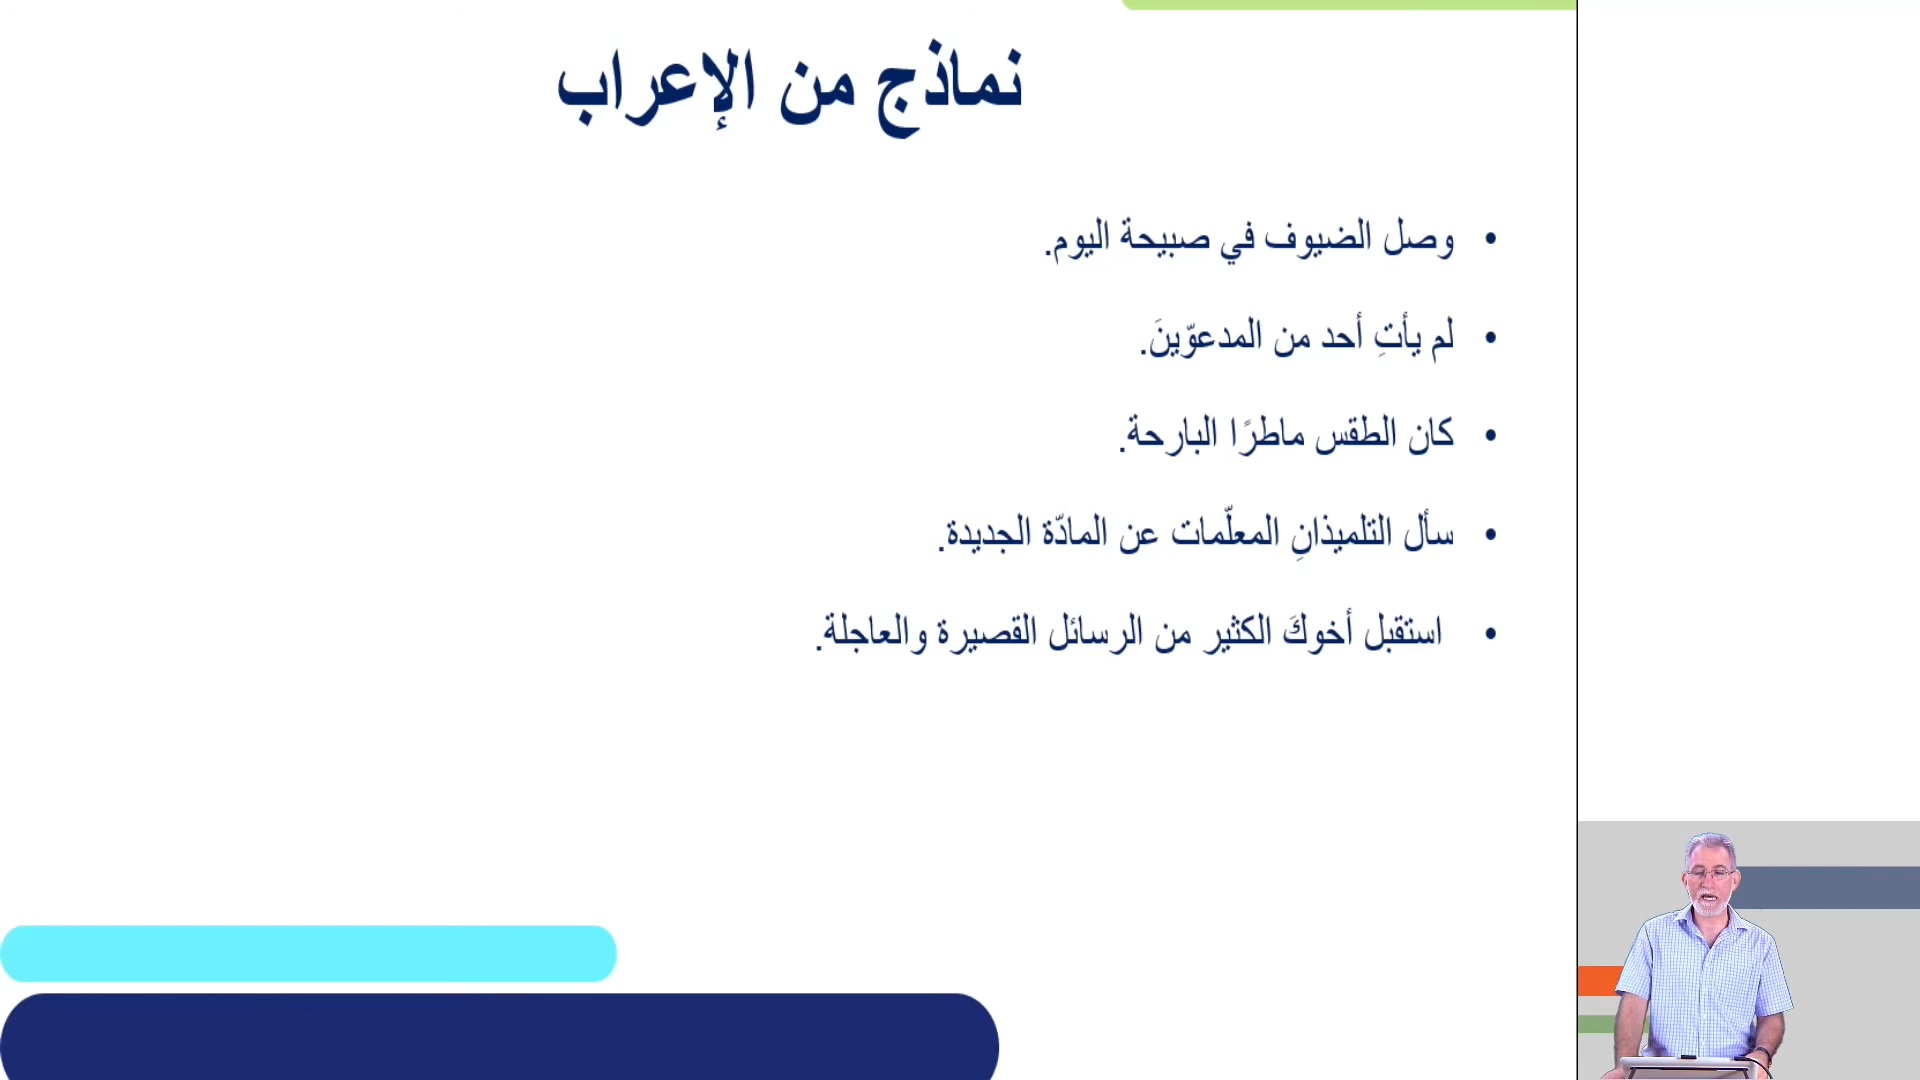 نماذج من الإعراب
• وصل الضيوف في صبيحة اليوم.
• لم يأتِ أحد من المدعوّينَ.
• كان الطقس ماطرًا البارحة.
• سأل التلميذانِ المعلّمات عن المادّة الجديدة.
• استقبل أخوكَ الكثير من الرسائل القصيرة والعاجلة.